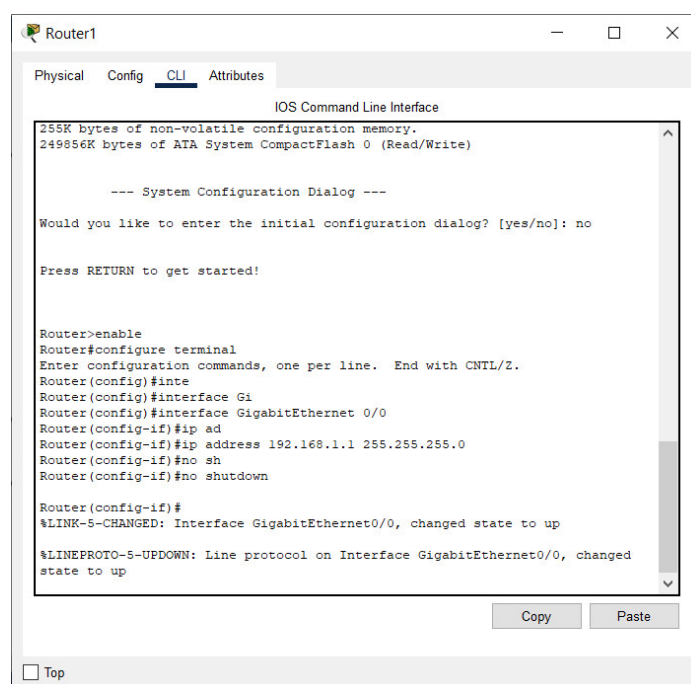 Router1
Physical Config CLI Attributes
IOS Command Line Interface
255K bytes of non-volatile configuration memory.
249856K bytes of ATA System CompactFlash 0 (Read/Write)
--- System Configuration Dialog ---
Would you like to enter the initial configuration dialog? [yes/no]: no
Press RETURN to get started!
Router>enable
Router#configure terminal
Enter configuration commands, one per line.  End with CNTL/Z.
Router(config)#inte
Router(config)#interface Gi
Router(config)#interface GigabitEthernet 0/0
Router(config-if)#ip ad
Router(config-if)#ip address 192.168.1.1 255.255.255.0
Router(config-if)#no sh
Router(config-if)#no shutdown
Router(config-if)#
%LINK-5-CHANGED: Interface GigabitEthernet0/0, changed state to up
%LINEPROTO-5-UPDOWN: Line protocol on Interface GigabitEthernet0/0, changed
state to up
Copy Paste
Top